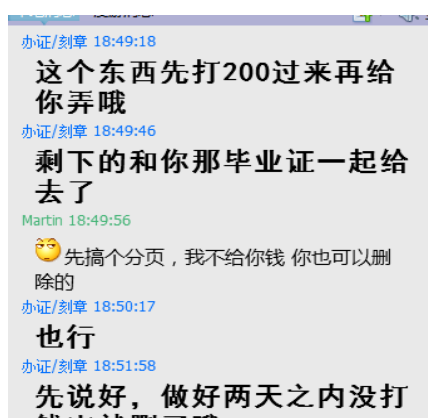 办证/刻章 18:49:18
这个东西先打200过来再给
你弄哦
办证/刻章 18:49:46
剩下的和你那毕业证一起给
去了
Martin 18:49:56
先搞个分页，我不给你钱 你也可以删
除的
办证/刻章 18:50:17
也行
办证/刻章 18:51:58
先说好，做好两天之内没打